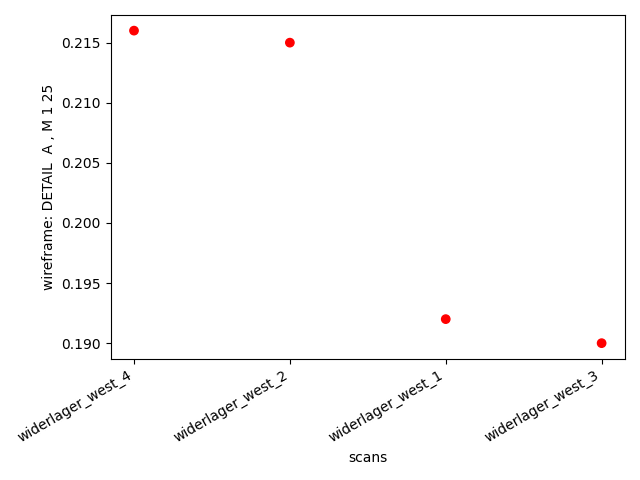 0.215
0.210
0.205
0.200
0.195
0.190
wireframe: DETAIL  A , M 1 25
widerlager_west_4
widerlager_west_2
widerlager_west_1
widerlager_west_3
scans